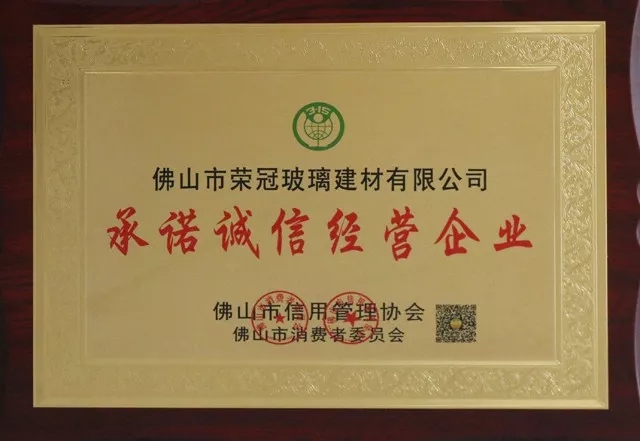 3·15
佛山市荣冠玻璃建材有限公司
承诺诚信经营企业
佛山市信用管理协会
佛山市消费者委员会